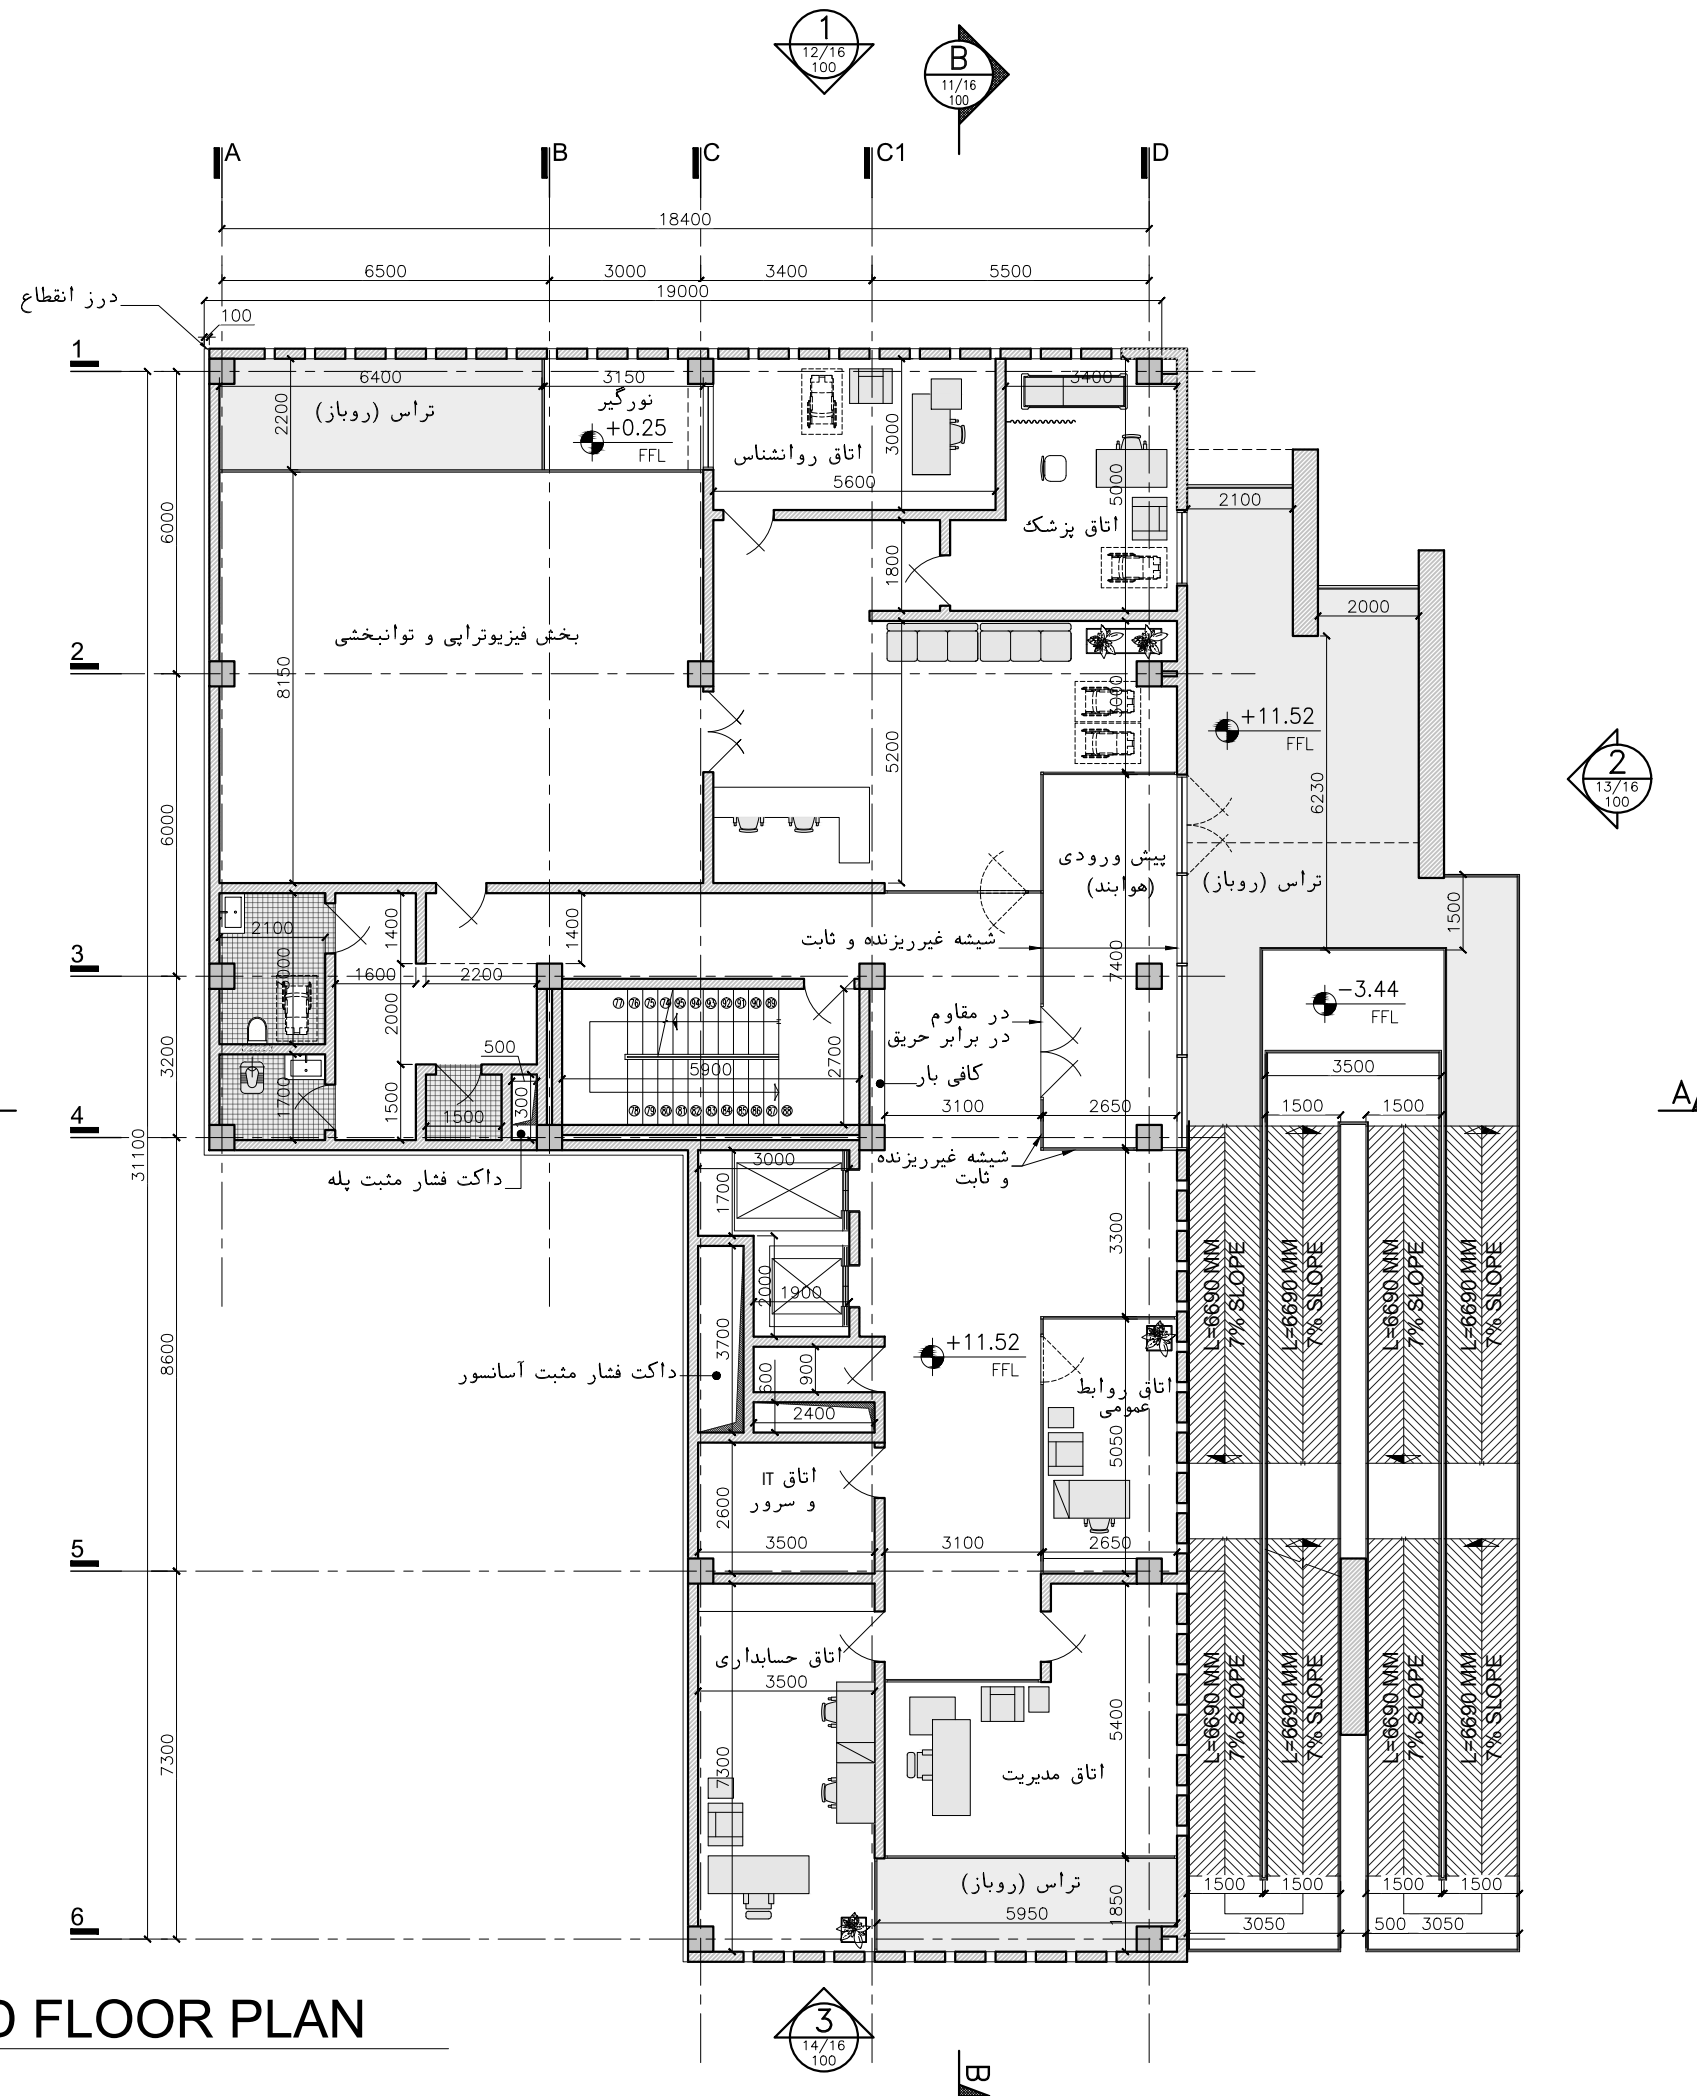 1
12/16
100
B
11/16
100
A
B
C
C1
D
18400
6500
3000
3400
5500
19000
درز انقطاع
100
1
6400
3150
3400
تراس (روباز)
2200
نورگیر
+0.25
FFL
3000
اتاق روانشناس
5600
5000
2100
اتاق پزشک
6000
1800
2000
بخش فیزیوتراپی و توانبخشی
2
8150
+11.52
FFL
5200
2
13/16
100
6230
6000
پیش ورودی
(هوابند)
تراس (روباز)
1500
2100
1400
1400
شیشه غیرریزنده و ثابت
3
1600
2200
7400
3000
2000
-3.44
FFL
در مقاوم
در برابر حریق
3200
500
5900
2700
کافی بار
3500
1700
1500
1500
300
3100
2650
1500
1500
A
4
31100
شیشه غیرریزنده
و ثابت
داکت فشار مثبت پله
3000
1700
3300
2000
1900
L=6690 MM
7% SLOPE
L=6690 MM
7% SLOPE
L=6690 MM
7% SLOPE
L=6690 MM
7% SLOPE
8600
3700
+11.52
FFL
داکت فشار مثبت آسانسور
600
900
اتاق روابط
عمومی
2400
5050
اتاق IT
و سرور
2600
5
3500
3100
2650
اتاق حسابداری
3500
L=6690 MM
7% SLOPE
L=6690 MM
7% SLOPE
L=6690 MM
7% SLOPE
L=6690 MM
7% SLOPE
7300
7300
5400
اتاق مدیریت
تراس (روباز)
1850
1500
1500
1500
1500
6
5950
3050
500
3050
FLOOR PLAN
3
14/16
100
B